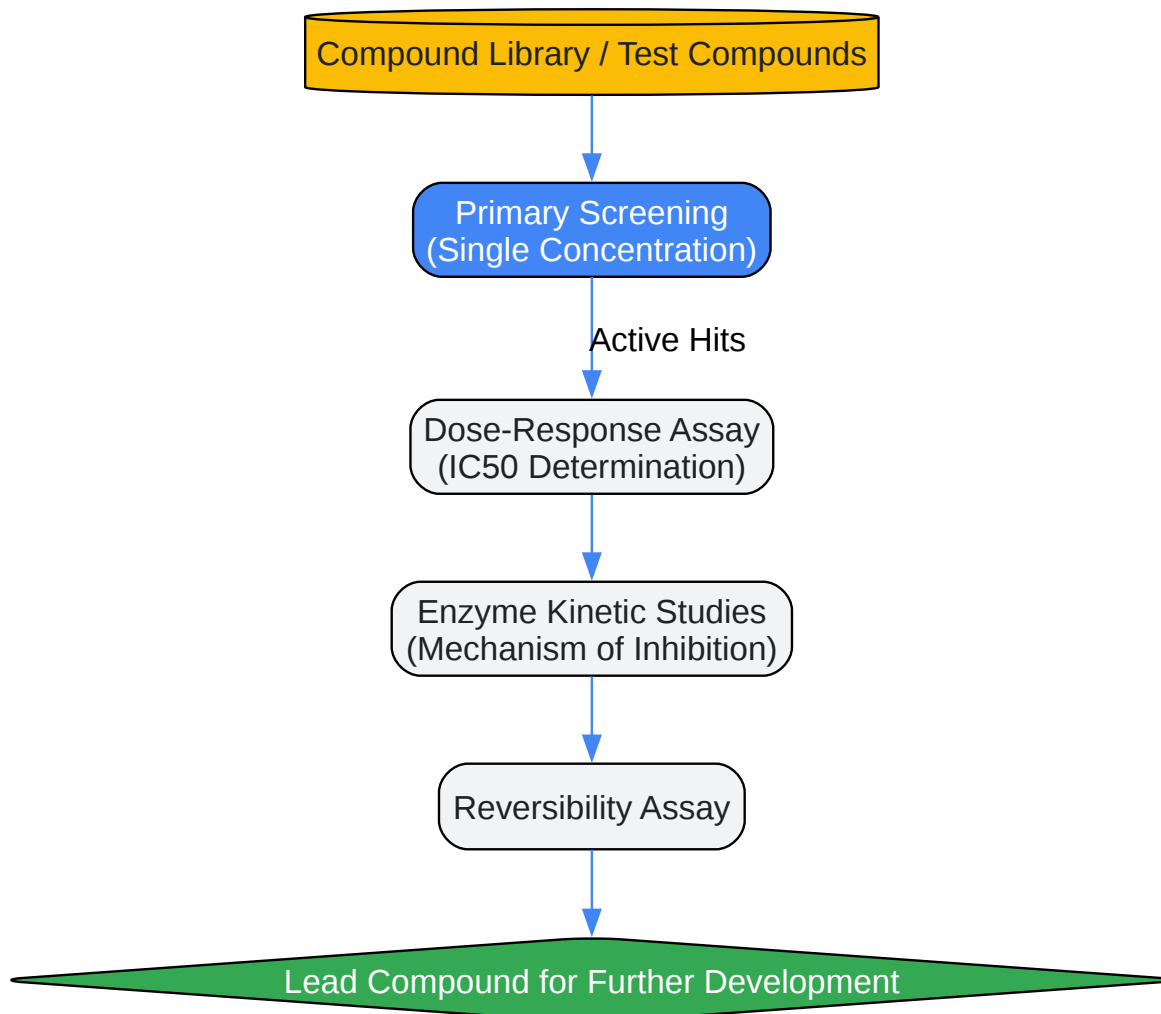 Compound Library / Test Compounds
Primary Screening
(Single Concentration)
Active Hits
Dose-Response Assay
(IC50 Determination)
Enzyme Kinetic Studies
(Mechanism of Inhibition)
Reversibility Assay
Lead Compound for Further Development